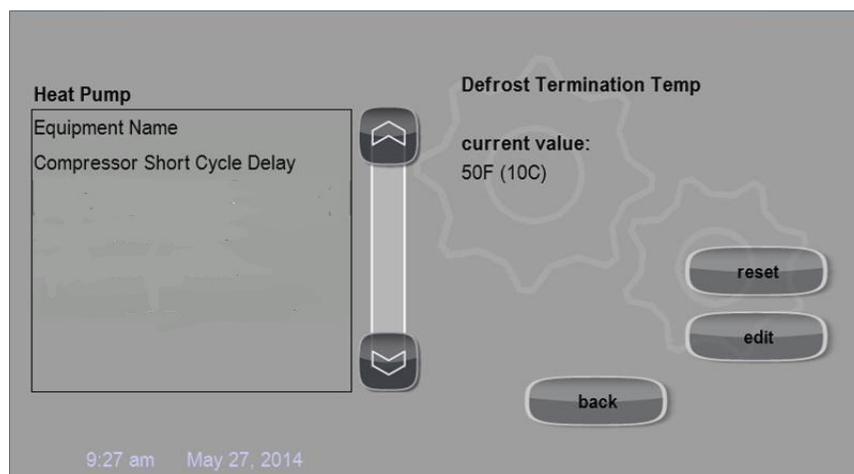 Heat Pump
Equipment Name
Compressor Short Cycle Delay
Defrost Termination Temp
current value:
50F (10C)
reset
edit
back
9:27 am May 27, 2014